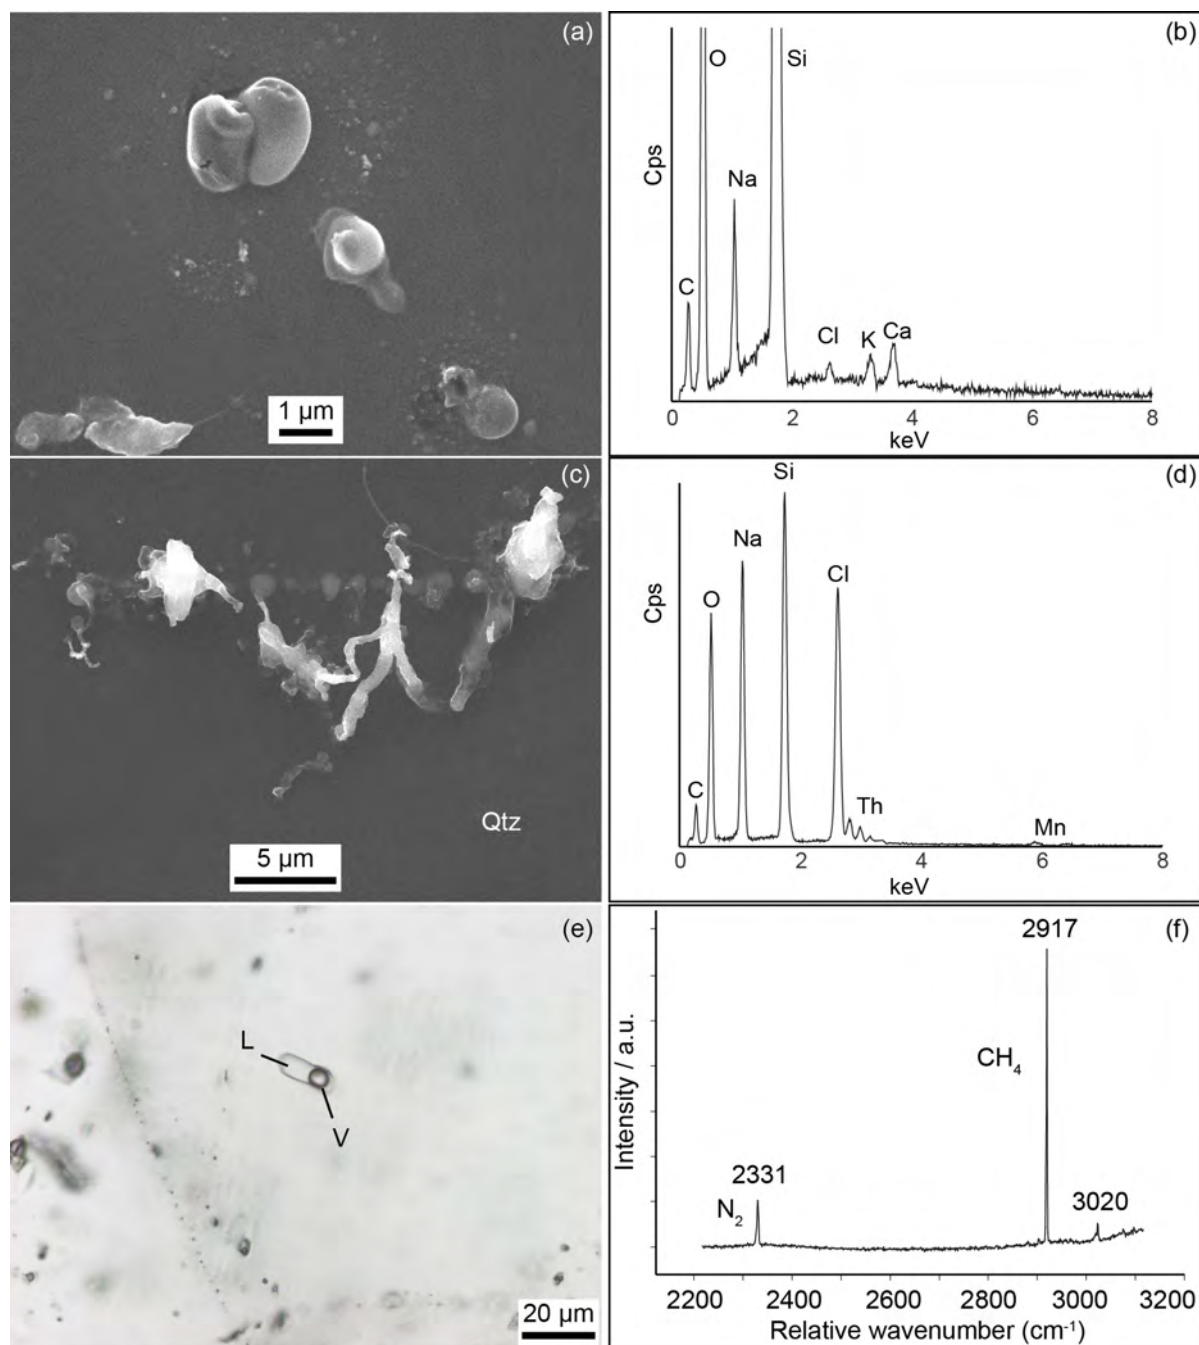 (a)
1 μm
(b)
O
Si
Na
C
Cl
K
Ca
Cps
0
2
4
6
8
keV
(c)
Qtz
5 μm
(d)
Si
Na
O
Cl
C
Th
Mn
Cps
0
2
4
6
8
keV
(e)
L
V
20 μm
(f)
2917
CH₄
2331
N₂
3020
Intensity / a.u.
2200 2400 2600 2800 3000 3200
Relative wavenumber (cm⁻¹)